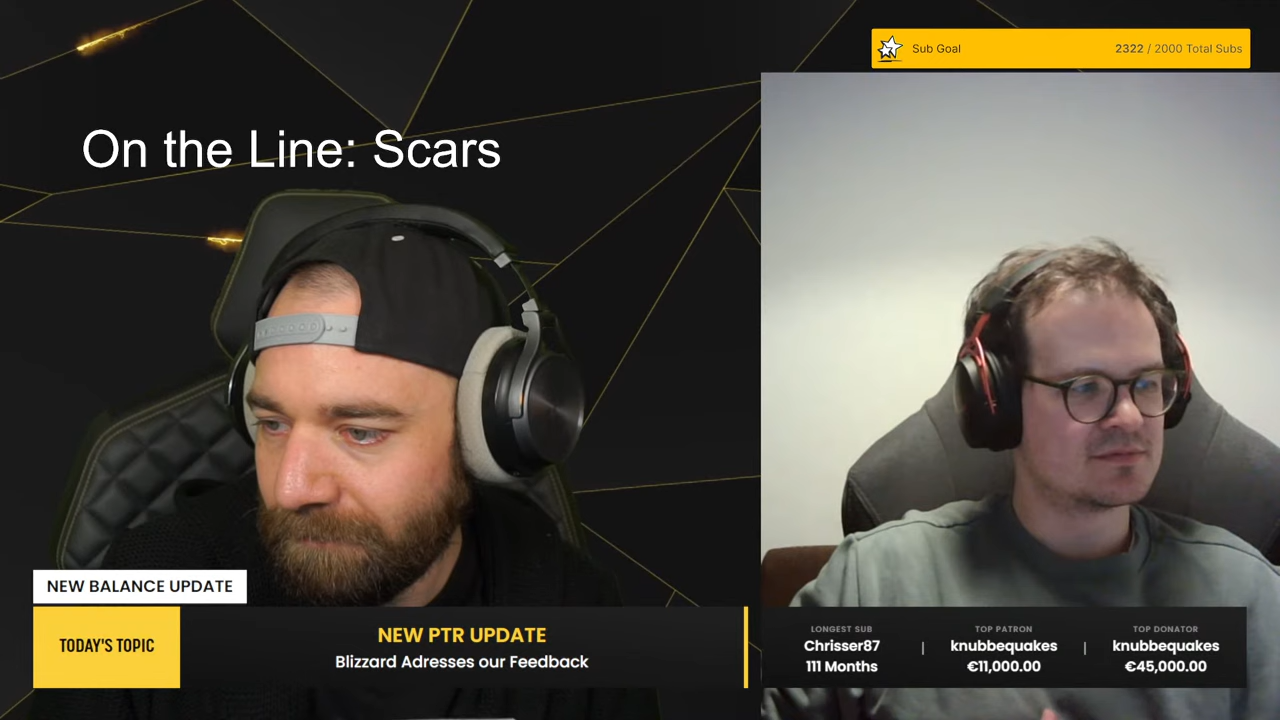 Sub Goal
2322 / 2000 Total Subs
On the Line: Scars
NEW BALANCE UPDATE
TODAY'S TOPIC
NEW PTR UPDATE
Blizzard Adresses our Feedback
LONGEST SUB
Chrisser87
111 Months
|
TOP PATRON
knubbequakes
€11,000.00
|
TOP DONATOR
knubbequakes
€45,000.00